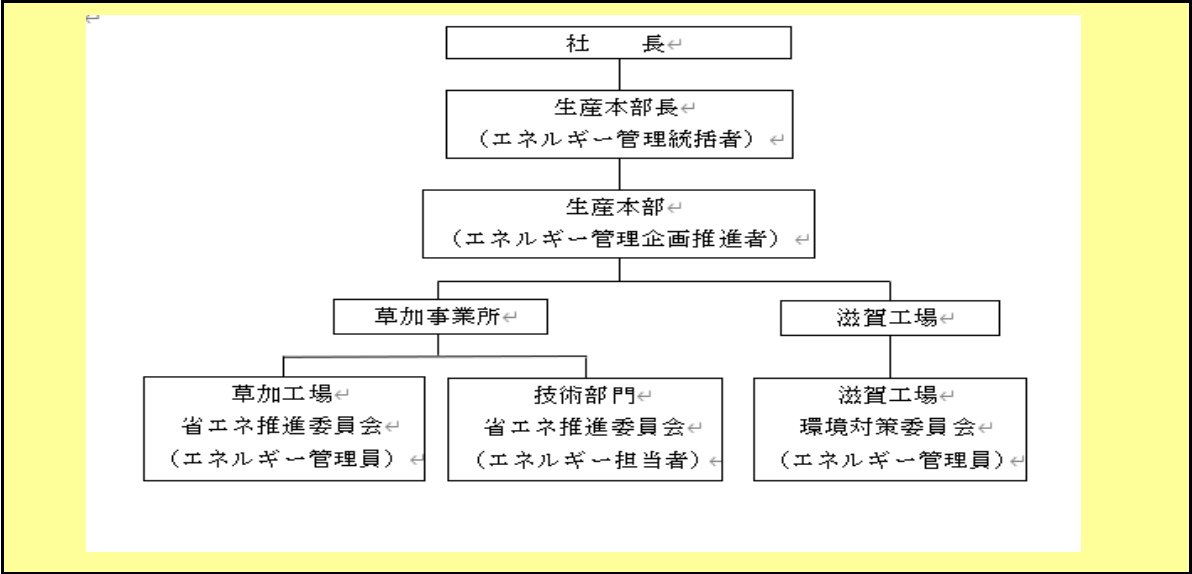 社　　長
生産本部長
（エネルギー管理統括者）
生産本部
（エネルギー管理企画推進者）
草加事業所
滋賀工場
草加工場
省エネ推進委員会
（エネルギー管理員）
技術部門
省エネ推進委員会
（エネルギー担当者）
滋賀工場
環境対策委員会
（エネルギー管理員）